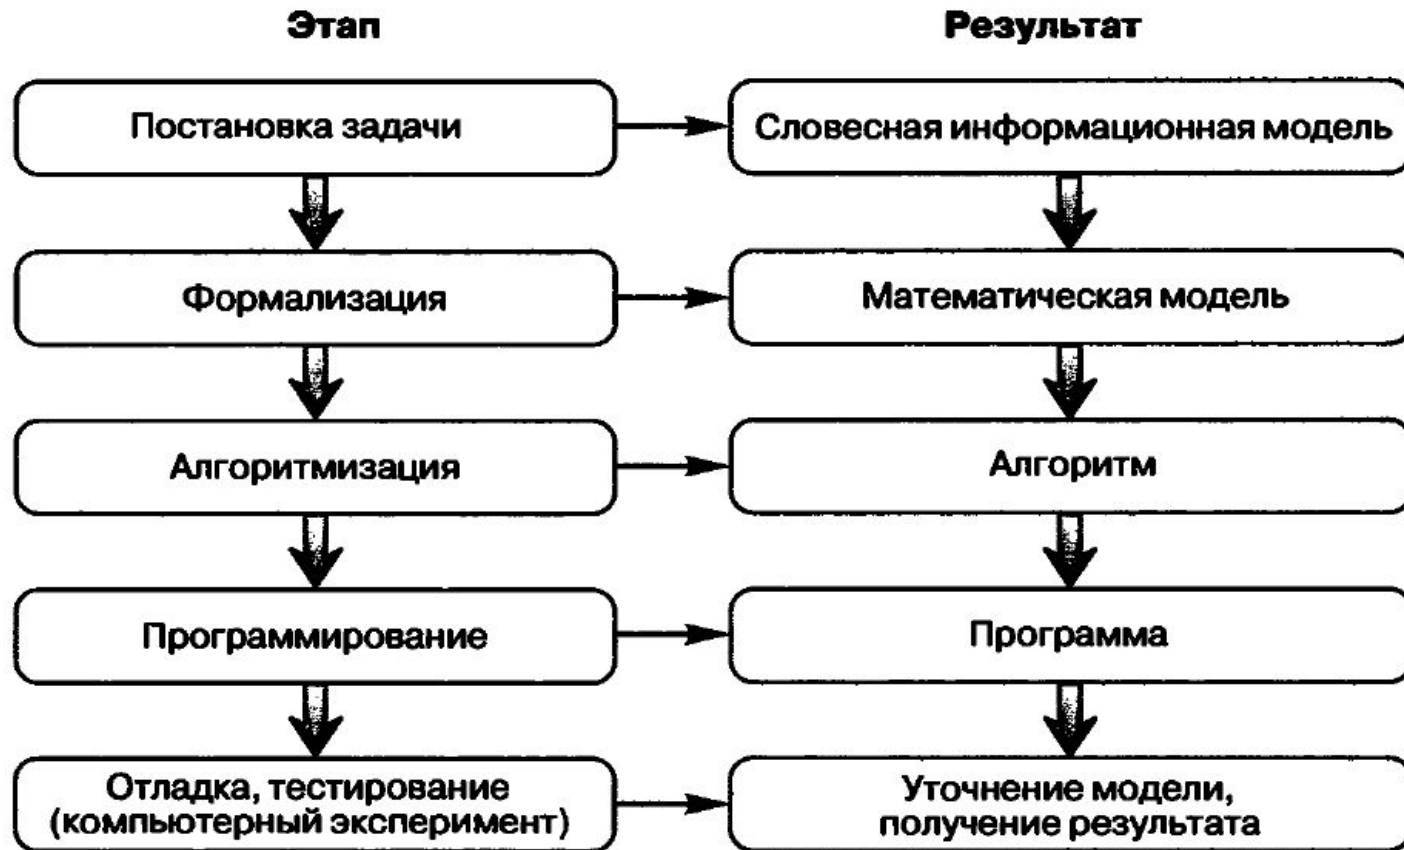 Этап
Результат
Постановка задачи
Словесная информационная модель
Формализация
Математическая модель
Алгоритмизация
Алгоритм
Программирование
Программа
Отладка, тестирование
(компьютерный эксперимент)
Уточнение модели,
получение результата